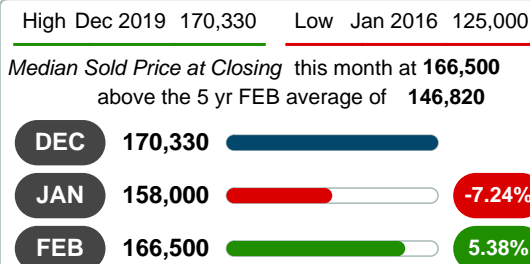 High Dec 2019 170,330 Low Jan 2016 125,000
Median Sold Price at Closing this month at 166,500
above the 5 yr FEB average of 146,820
DEC 170,330
JAN 158,000 -7.24%
FEB 166,500 5.38%